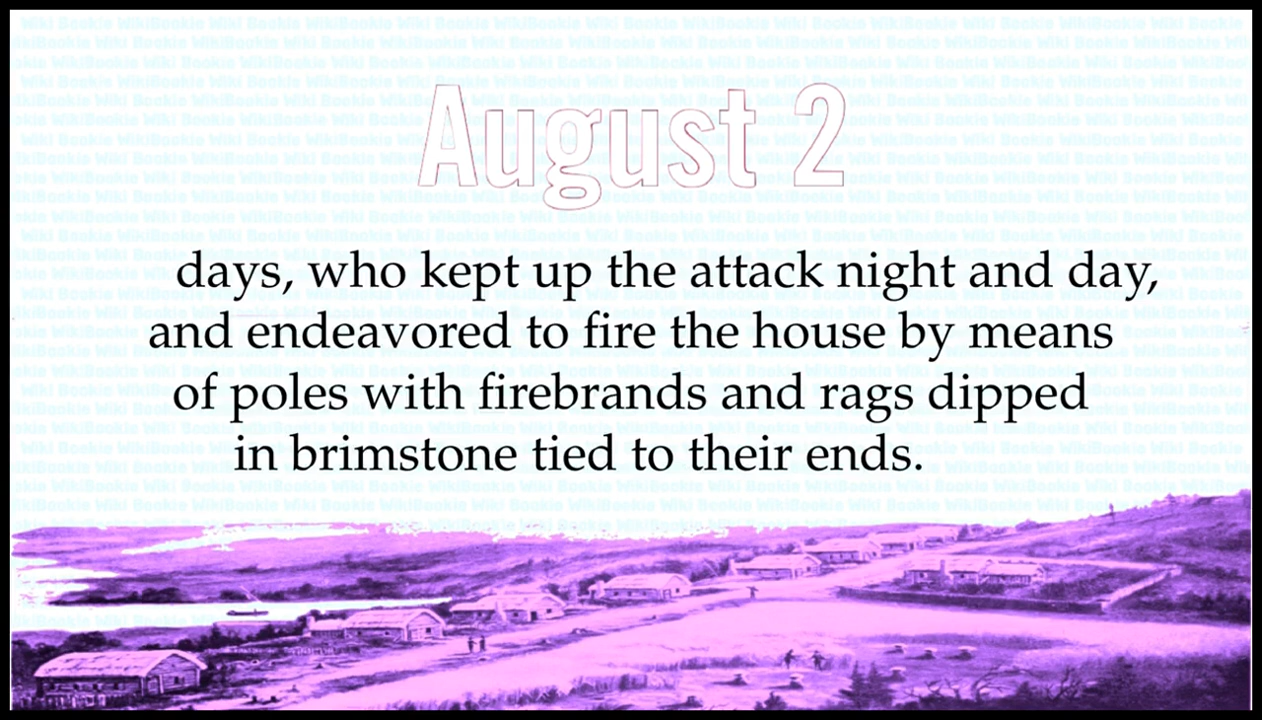 August 2
days, who kept up the attack night and day,
and endeavored to fire the house by means
of poles with firebrands and rags dipped
in brimstone tied to their ends.